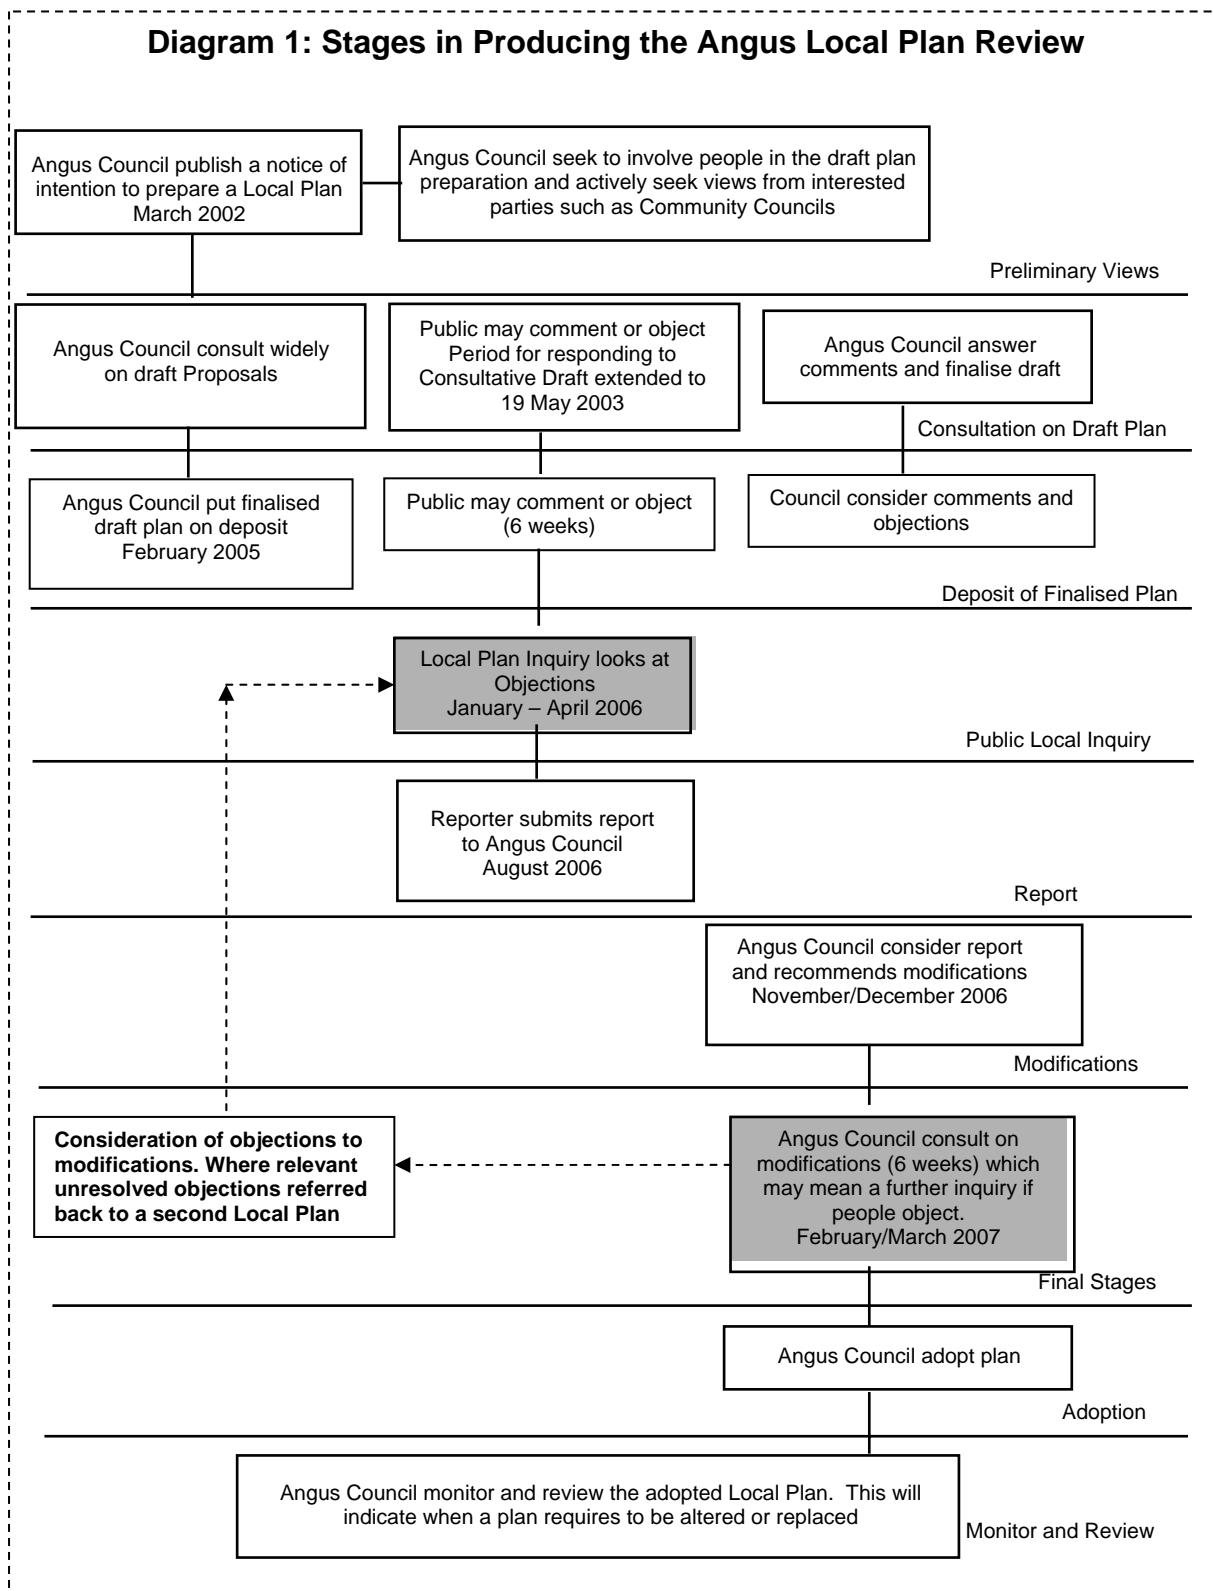 Diagram 1: Stages in Producing the Angus Local Plan Review
Angus Council publish a notice of
intention to prepare a Local Plan
March 2002
Angus Council seek to involve people in the draft plan
preparation and actively seek views from interested
parties such as Community Councils
Preliminary Views
Angus Council consult widely
on draft Proposals
Public may comment or object
Period for responding to
Consultative Draft extended to
19 May 2003
Angus Council answer
comments and finalise draft
Consultation on Draft Plan
Angus Council put finalised
draft plan on deposit
February 2005
Public may comment or object
(6 weeks)
Council consider comments and
objections
Deposit of Finalised Plan
Local Plan Inquiry looks at
Objections
January – April 2006
Public Local Inquiry
Reporter submits report
to Angus Council
August 2006
Report
Angus Council consider report
and recommends modifications
November/December 2006
Modifications
Consideration of objections to
modifications. Where relevant
unresolved objections referred
back to a second Local Plan
Angus Council consult on
modifications (6 weeks) which
may mean a further inquiry if
people object.
February/March 2007
Final Stages
Angus Council adopt plan
Adoption
Angus Council monitor and review the adopted Local Plan.  This will
indicate when a plan requires to be altered or replaced
Monitor and Review